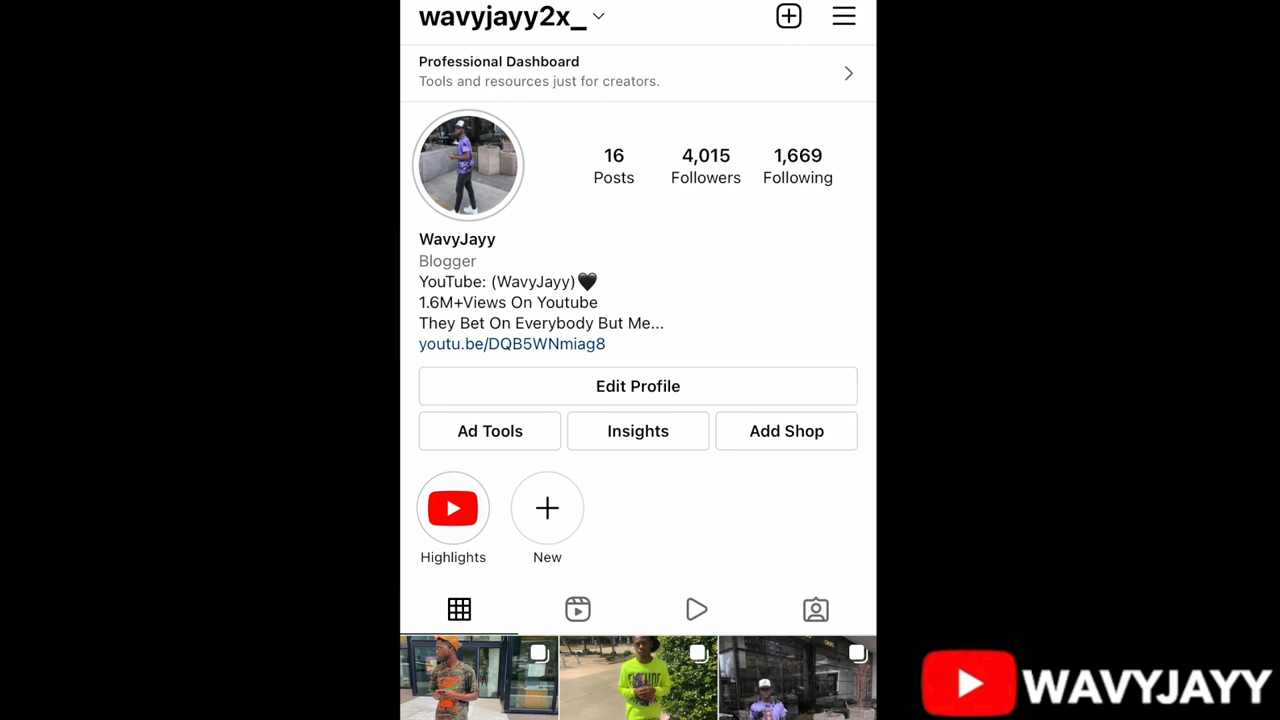 wavyjayy2x_
Professional Dashboard
Tools and resources just for creators.
16
Posts
4,015
Followers
1,669
Following
WavyJayy
Blogger
YouTube: (WavyJayy)🖤
1.6M+Views On Youtube
They Bet On Everybody But Me...
youtu.be/DQB5WNmiag8
Edit Profile
Ad Tools
Insights
Add Shop
Highlights
New
WAVYJAYY